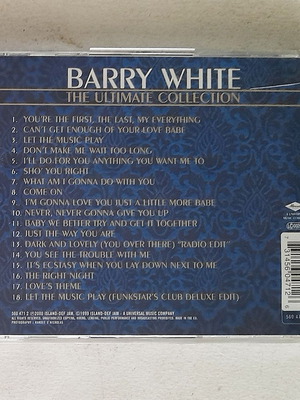 BARRY WHITE
THE ULTIMATE COLLECTION
1. YOU'RE THE FIRST, THE LAST, MY EVERYTHING
2. CAN'T GET ENOUGH OF YOUR LOVE BABE
3. LET THE MUSIC PLAY
4. DON'T MAKE ME WAIT TOO LONG
5. I'LL DO FOR YOU ANYTHING YOU WANT ME TO
6. SHO' YOU RIGHT
7. WHAT AM I GONNA DO WITH YOU
8. COME ON
9. I'M GONNA LOVE YOU JUST A LITTLE MORE BABE
10. NEVER, NEVER GONNA GIVE YOU UP
11. BABY WE BETTER TRY AND GET IT TOGETHER
12. JUST THE WAY YOU ARE
13. DARK AND LOVELY (YOU OVER THERE) "RADIO EDIT"
14. YOU SEE THE TROUBLE WITH ME
15. IT'S ECSTASY WHEN YOU LAY DOWN NEXT TO ME
16. THE RIGHT NIGHT
17. LOVE'S THEME
18. LET THE MUSIC PLAY (FUNKSTAR'S CLUB DELUXE EDIT)